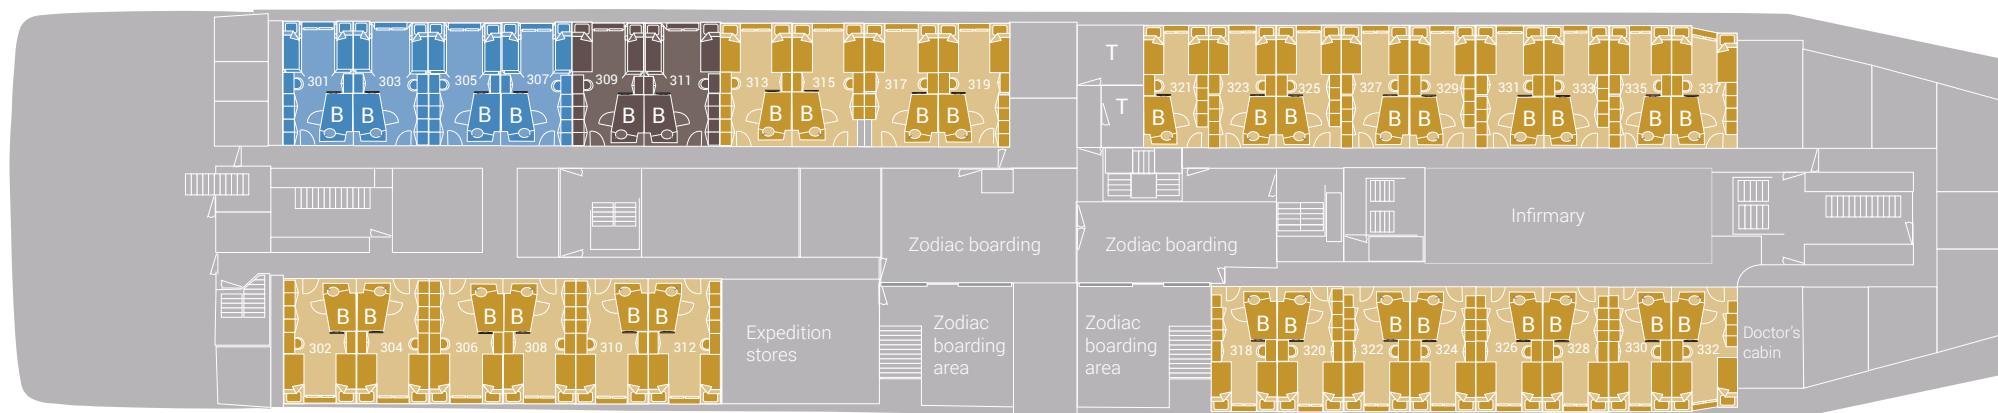 301
303
305
307
309
311
313
315
317
319
B
B
B
B
B
B
B
B
B
B
T
T
321
323
325
327
329
331
333
335
337
B
B
B
B
B
B
B
B
B
Zodiac boarding
Zodiac boarding
Infirmary
B
B
B
B
B
B
302
304
306
308
310
312
Expedition
stores
Zodiac
boarding
area
Zodiac
boarding
area
B
B
B
B
B
B
B
B
318
320
322
324
326
328
330
332
Doctor's
cabin